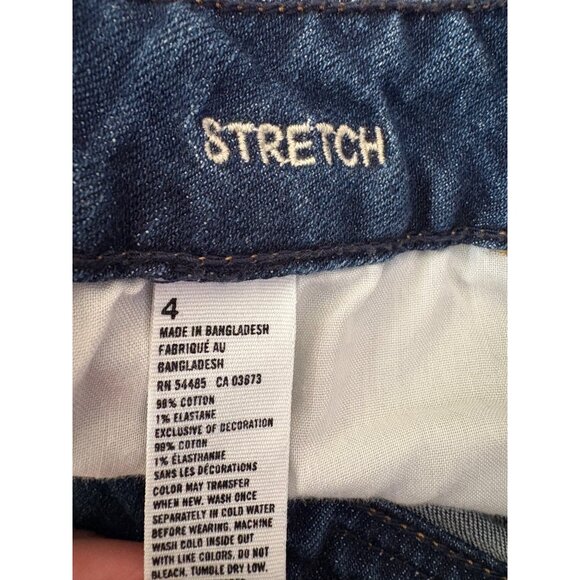 STRETCH
4
MADE IN BANGLADESH
FABRIQUÉ AU
BANGLADESH
RN 54485 CA 03673
99% COTTON
1% ELASTANE
EXCLUSIVE OF DECORATION
99% COTON
1% ÉLASTHANNE
SANS LES DÉCORATIONS
COLOR MAY TRANSFER
WHEN NEW. WASH ONCE
SEPARATELY IN COLD WATER
BEFORE WEARING. MACHINE
WASH COLD INSIDE OUT
WITH LIKE COLORS. DO NOT
BLEACH. TUMBLE DRY LOW.